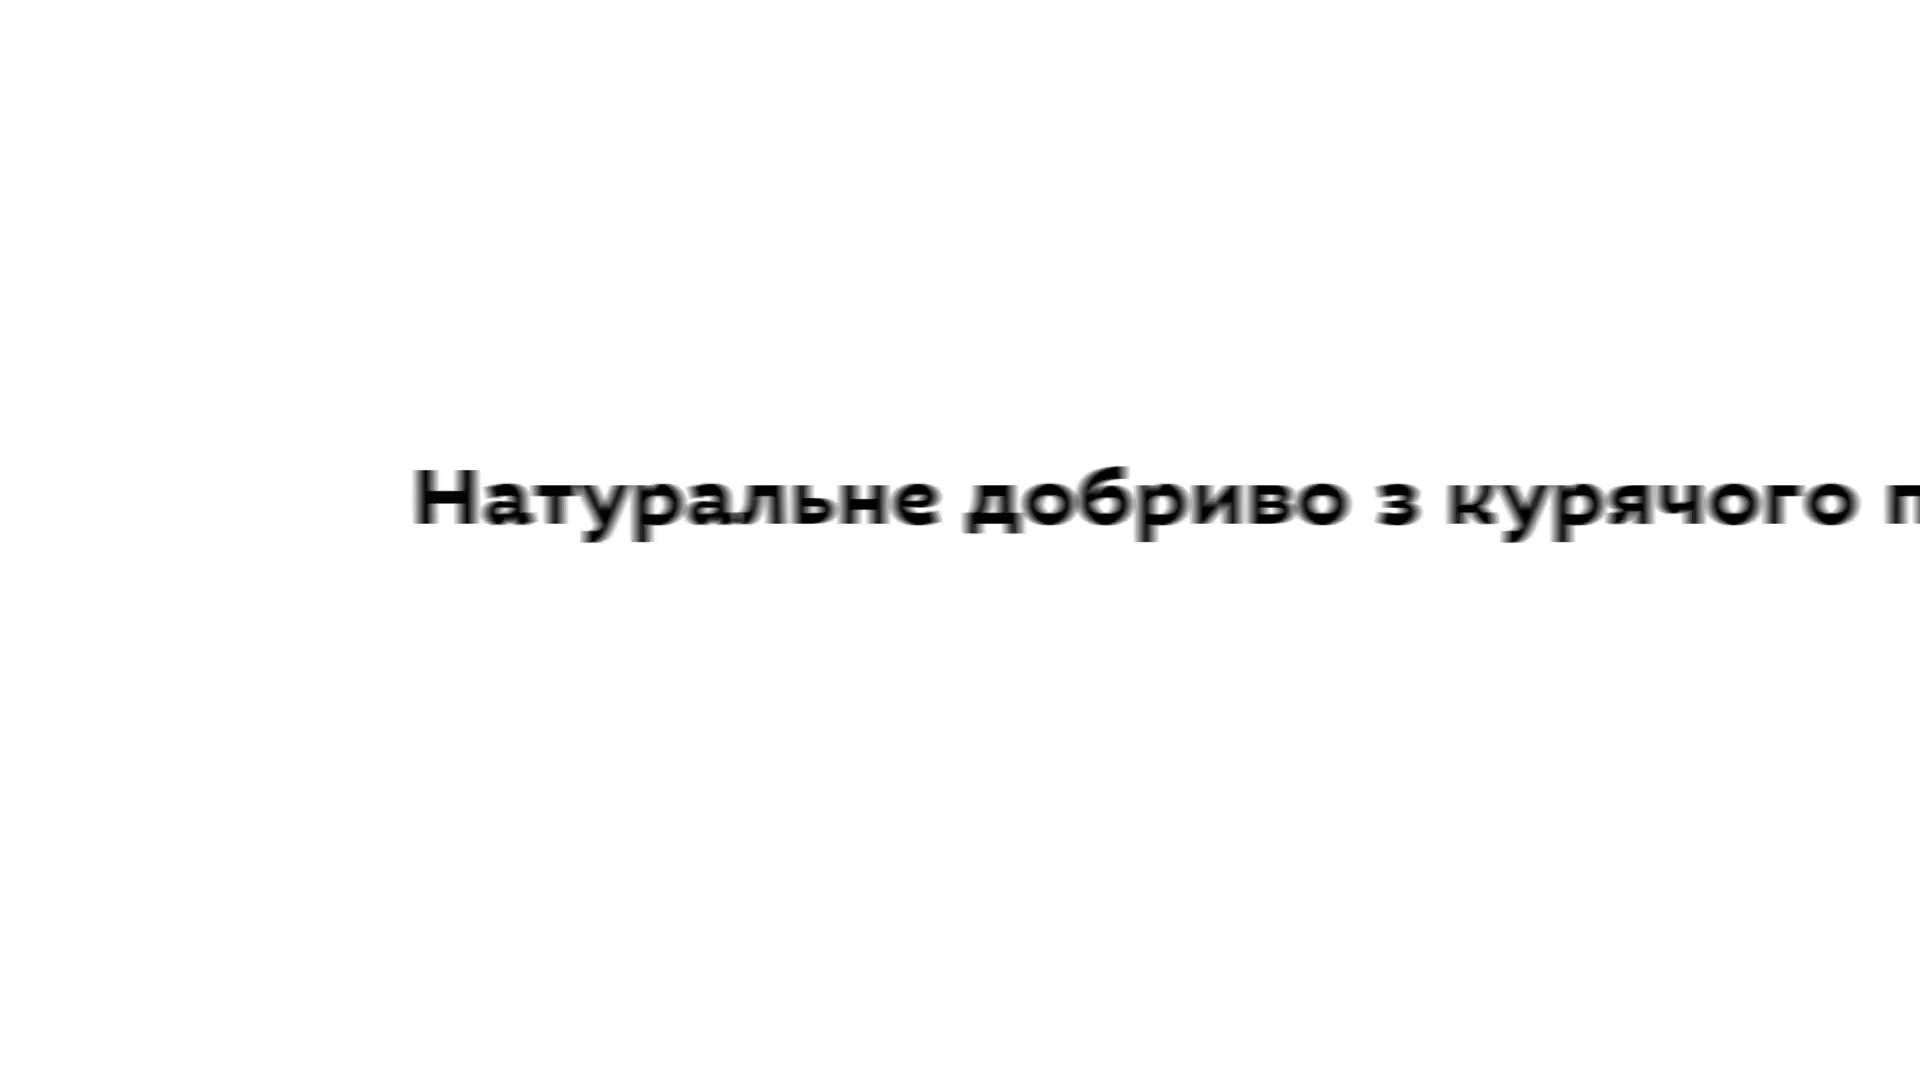 Натуральне добриво з курячого